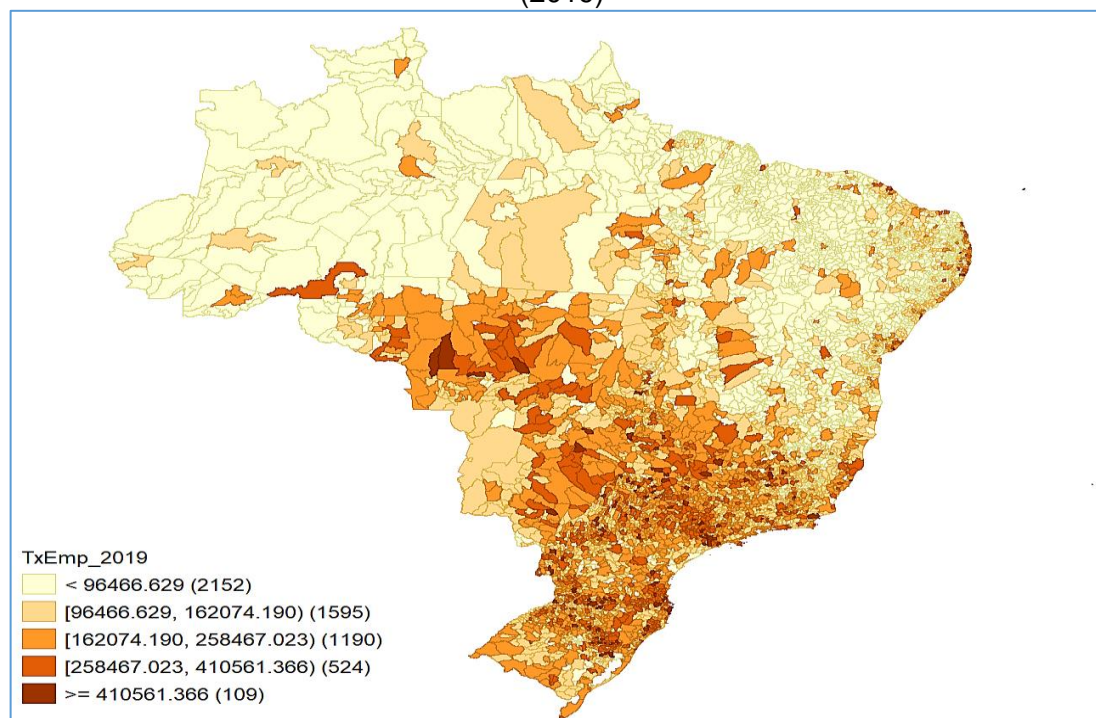 (2019)
TxEmp_2019
< 96466.629 (2152)
[96466.629, 162074.190) (1595)
[162074.190, 258467.023) (1190)
[258467.023, 410561.366) (524)
>= 410561.366 (109)